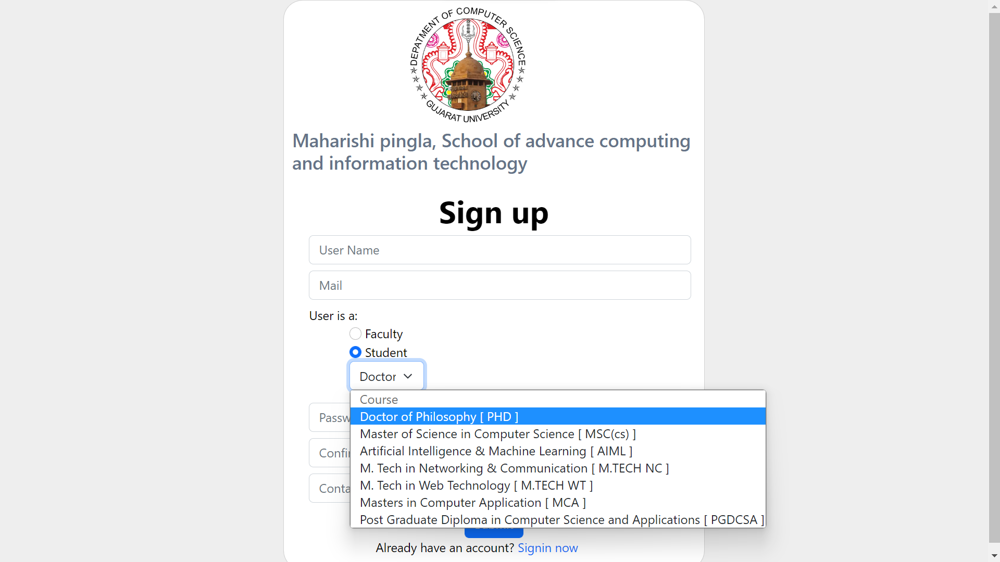 DEPATMENT OF COMPUTER SCIENCE
GUJARAT UNIVERSITY
Maharishi pingla, School of advance computing
and information technology
Sign up
User Name
Mail
User is a:
Faculty
Student
Doctor
Course
Doctor of Philosophy [ PHD ]
Passw
Master of Science in Computer Science [ MSC(cs) ]
Artificial Intelligence & Machine Learning [ AIML ]
Confi
M. Tech in Networking & Communication [ M.TECH NC ]
M. Tech in Web Technology [ M.TECH WT ]
Conta
Masters in Computer Application [ MCA ]
Post Graduate Diploma in Computer Science and Applications [ PGDCSA ]
Already have an account? Signin now